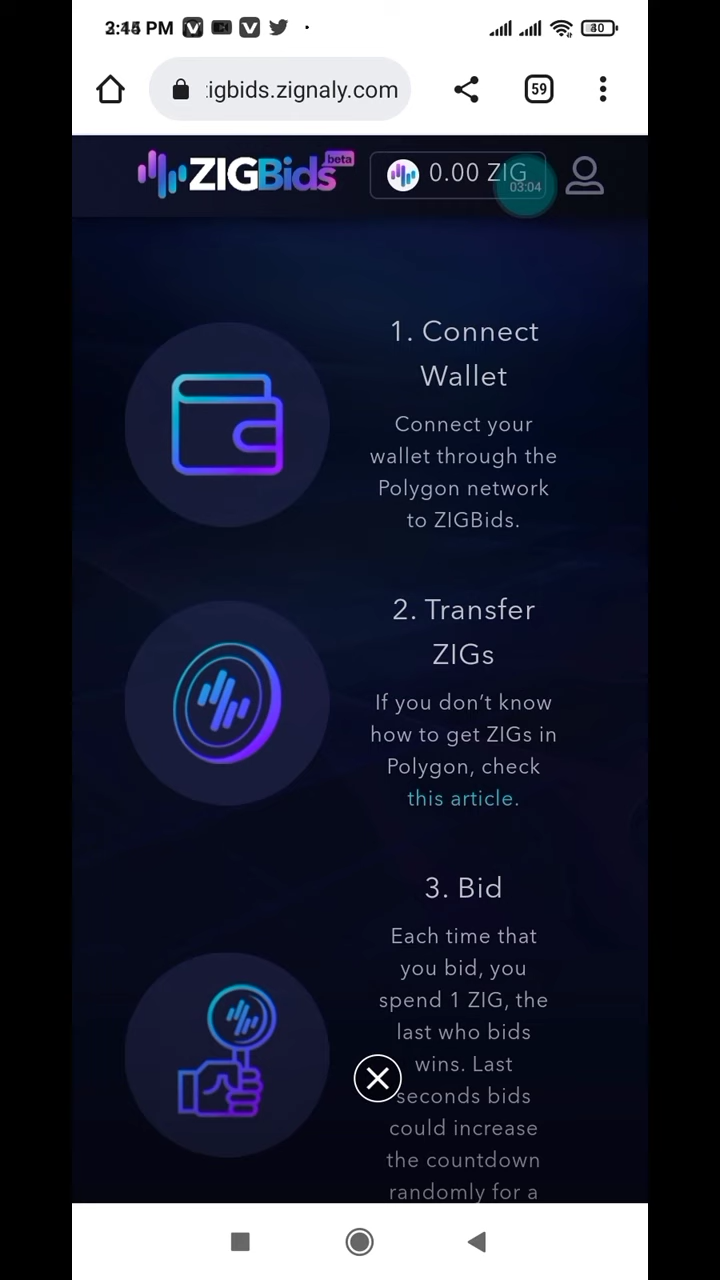 PM
80
igbids.zignaly.com
59
ZIGBids beta
0.00 ZIG
03:04
1. Connect
Wallet
Connect your
wallet through the
Polygon network
to ZIGBids.
2. Transfer
ZIGs
If you don’t know
how to get ZIGs in
Polygon, check
this article.
3. Bid
Each time that
you bid, you
spend 1 ZIG, the
last who bids
wins. Last
seconds bids
could increase
the countdown
randomly for a